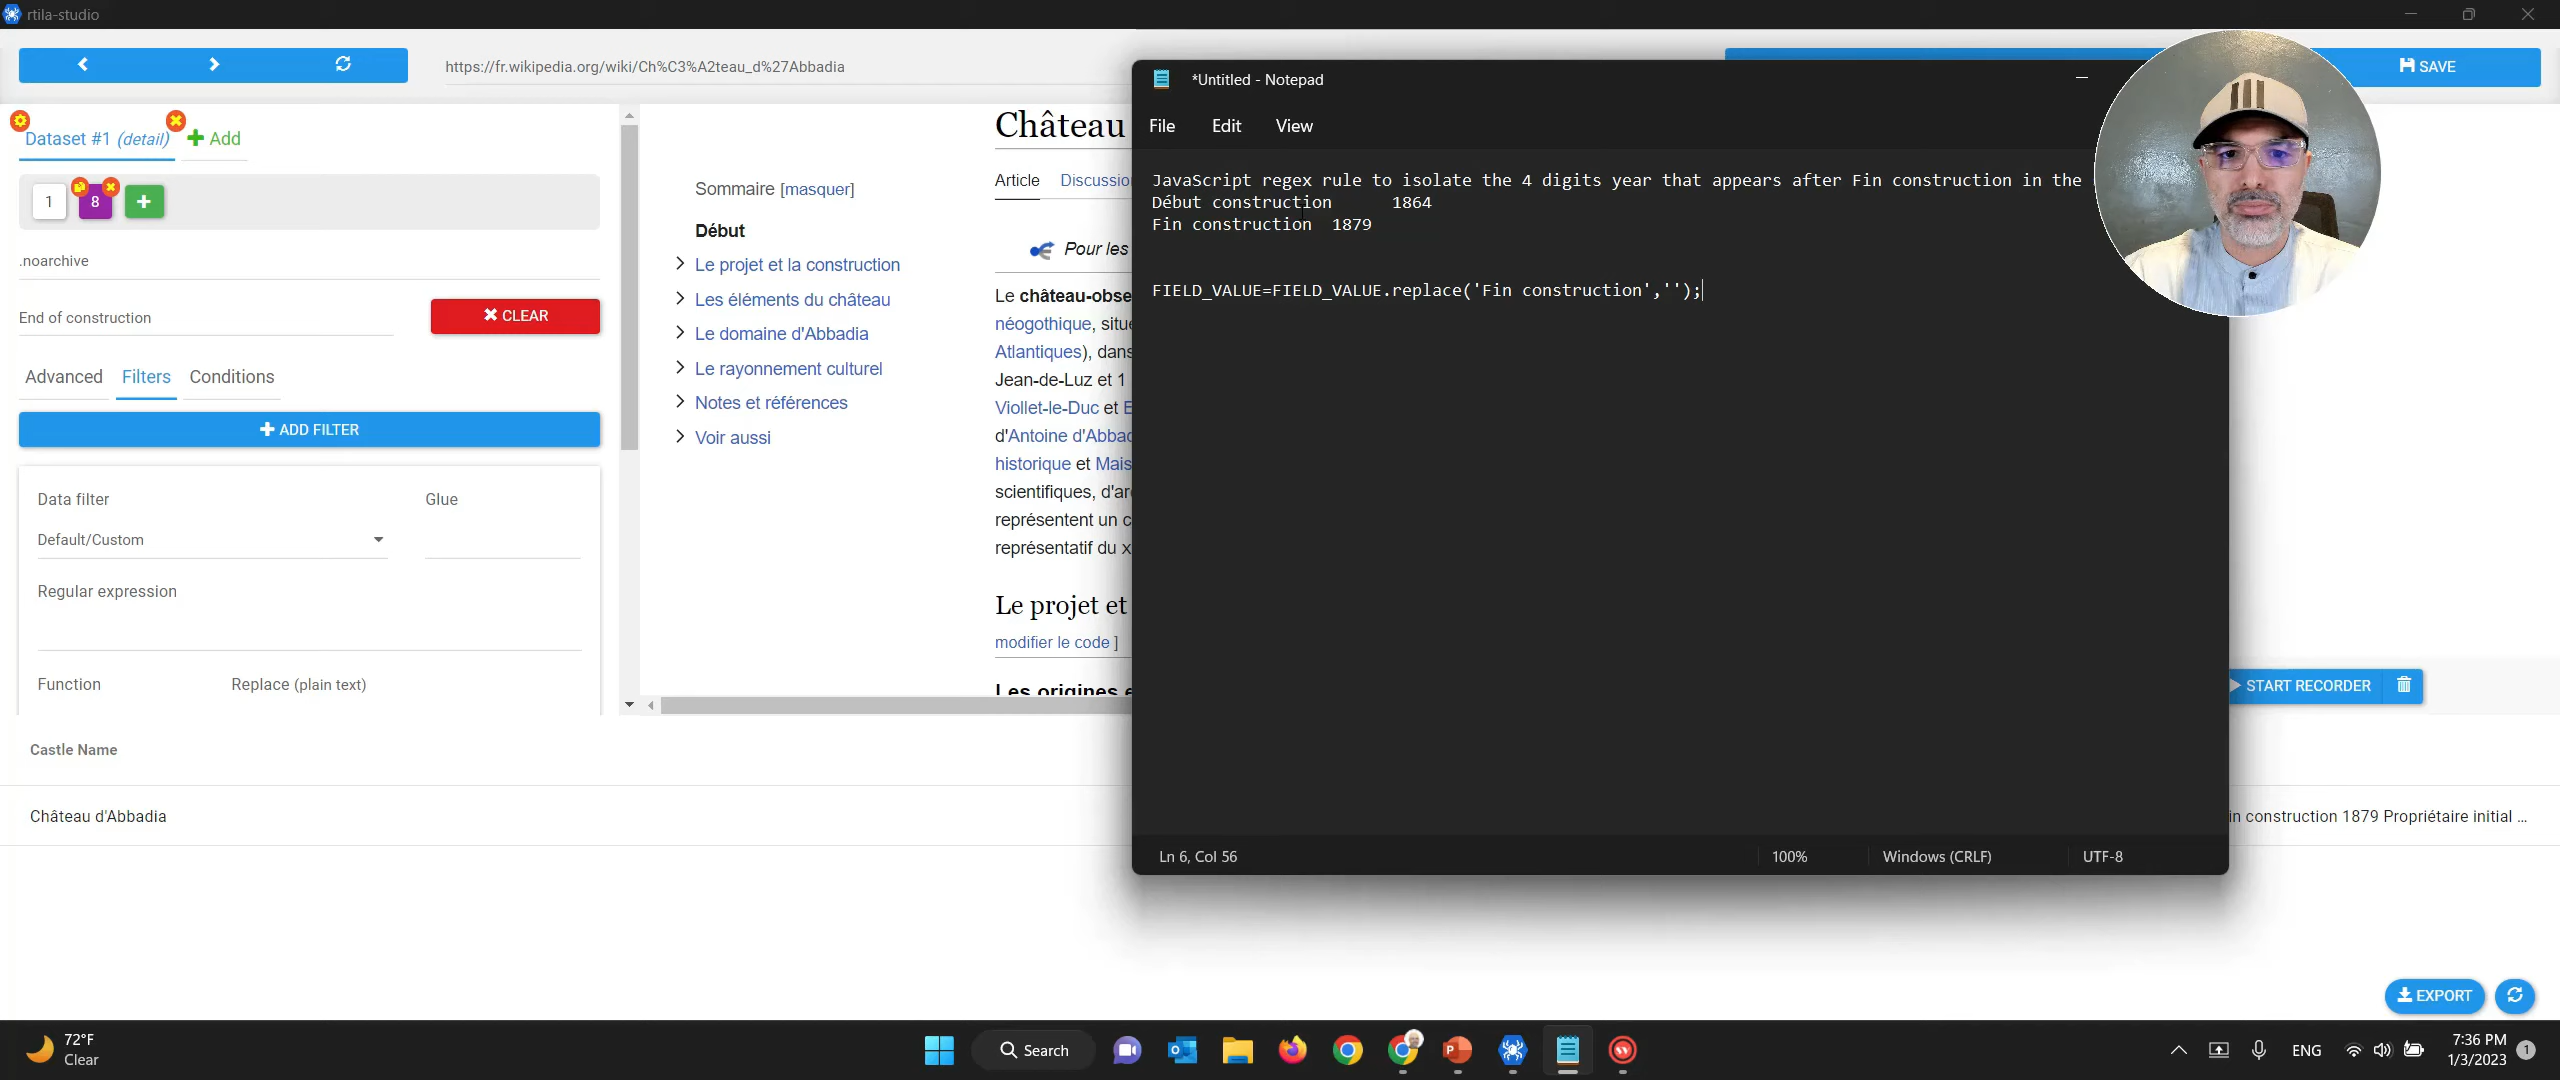 rtila-studio
https://fr.wikipedia.org/wiki/Ch%C3%A2teau_d%27Abbadia
SAVE
Dataset #1 (detail)
Add
1
8
.noarchive
End of construction
CLEAR
Advanced
Filters
Conditions
ADD FILTER
Data filter
Glue
Default/Custom
Regular expression
Function
Replace (plain text)
Sommaire [masquer]
Début
Le projet et la construction
Les éléments du château
Le domaine d'Abbadia
Le rayonnement culturel
Notes et références
Voir aussi
Château
Article
Discussio
Pour les
Le château-obse
néogothique, situé
Atlantiques), dans
Jean-de-Luz et 1
Viollet-le-Duc et E
d'Antoine d'Abbad
historique et Mais
scientifiques, d'ar
représentent un c
représentatif du x
Le projet et
modifier le code ]
Les origines e
*Untitled - Notepad
File
Edit
View
JavaScript regex rule to isolate the 4 digits year that appears after Fin construction in the
Début construction 1864
Fin construction 1879
FIELD_VALUE=FIELD_VALUE.replace('Fin construction','');
Ln 6, Col 56
100%
Windows (CRLF)
UTF-8
START RECORDER
Castle Name
Château d'Abbadia
in construction 1879 Propriétaire initial ...
EXPORT
72°F
Clear
Search
ENG
7:36 PM
1/3/2023
1